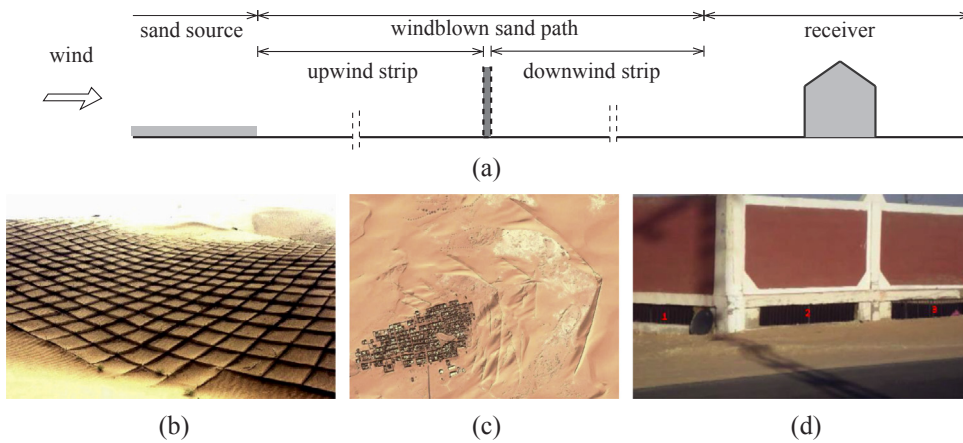 sand source
windblown sand path
receiver
wind
upwind strip
downwind strip
(a)
1
2
3
(b)
(c)
(d)